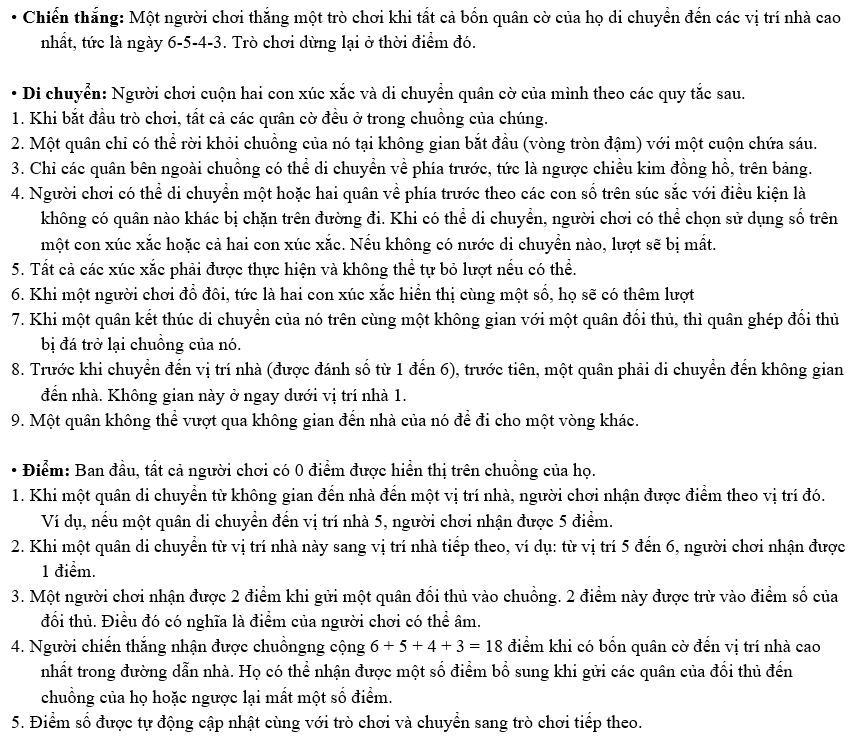 • Chiến thắng: Một người chơi thắng một trò chơi khi tất cả bốn quân cờ của họ di chuyển đến các vị trí nhà cao
nhất, tức là ngày 6-5-4-3. Trò chơi dừng lại ở thời điểm đó.
• Di chuyển: Người chơi cuộn hai con xúc xắc và di chuyển quân cờ của mình theo các quy tắc sau.
1. Khi bắt đầu trò chơi, tất cả các quân cờ đều ở trong chuồng của chúng.
2. Một quân chỉ có thể rời khỏi chuồng của nó tại không gian bắt đầu (vòng tròn đậm) với một cuộn chứa sáu.
3. Chỉ các quân bên ngoài chuồng có thể di chuyển về phía trước, tức là ngược chiều kim đồng hồ, trên bảng.
4. Người chơi có thể di chuyển một hoặc hai quân về phía trước theo các con số trên súc sắc với điều kiện là
không có quân nào khác bị chặn trên đường đi. Khi có thể di chuyển, người chơi có thể chọn sử dụng số trên
một con xúc xắc hoặc cả hai con xúc xắc. Nếu không có nước di chuyển nào, lượt sẽ bị mất.
5. Tất cả các xúc xắc phải được thực hiện và không thể tự bỏ lượt nếu có thể.
6. Khi một người chơi đổ đôi, tức là hai con xúc xắc hiển thị cùng một số, họ sẽ có thêm lượt
7. Khi một quân kết thúc di chuyển của nó trên cùng một không gian với một quân đối thủ, thì quân ghép đối thủ
bị đá trở lại chuồng của nó.
8. Trước khi chuyển đến vị trí nhà (được đánh số từ 1 đến 6), trước tiên, một quân phải di chuyển đến không gian
đến nhà. Không gian này ở ngay dưới vị trí nhà 1.
9. Một quân không thể vượt qua không gian đến nhà của nó để đi cho một vòng khác.
• Điểm: Ban đầu, tất cả người chơi có 0 điểm được hiển thị trên chuồng của họ.
1. Khi một quân di chuyển từ không gian đến nhà đến một vị trí nhà, người chơi nhận được điểm theo vị trí đó.
Ví dụ, nếu một quân di chuyển đến vị trí nhà 5, người chơi nhận được 5 điểm.
2. Khi một quân di chuyển từ vị trí nhà này sang vị trí nhà tiếp theo, ví dụ: từ vị trí 5 đến 6, người chơi nhận được
1 điểm.
3. Một người chơi nhận được 2 điểm khi gửi một quân đối thủ vào chuồng. 2 điểm này được trừ vào điểm số của
đối thủ. Điều đó có nghĩa là điểm của người chơi có thể âm.
4. Người chiến thắng nhận được chuồngng cộng 6 + 5 + 4 + 3 = 18 điểm khi có bốn quân cờ đến vị trí nhà cao
nhất trong đường dẫn nhà. Họ có thể nhận được một số điểm bổ sung khi gửi các quân của đối thủ đến
chuồng của họ hoặc ngược lại mất một số điểm.
5. Điểm số được tự động cập nhật cùng với trò chơi và chuyển sang trò chơi tiếp theo.